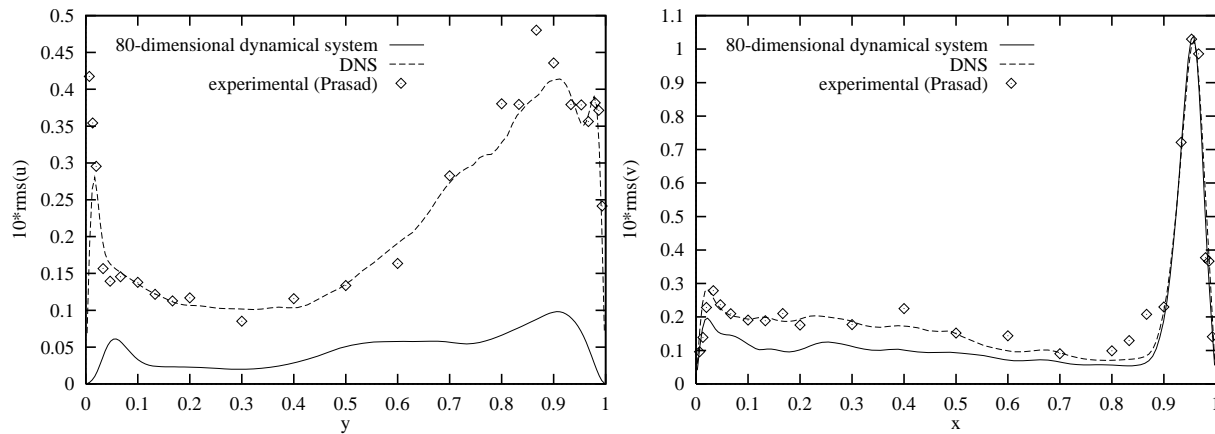 0.5
0.45
0.4
0.35
0.3
0.25
0.2
0.15
0.1
0.05
0
10*rms(u)
80-dimensional dynamical system
DNS
experimental (Prasad)
0 0.1 0.2 0.3 0.4 0.5 0.6 0.7 0.8 0.9 1
y
1.1
1
0.9
0.8
0.7
0.6
0.5
0.4
0.3
0.2
0.1
0
10*rms(v)
80-dimensional dynamical system
DNS
experimental (Prasad)
0 0.1 0.2 0.3 0.4 0.5 0.6 0.7 0.8 0.9 1
x